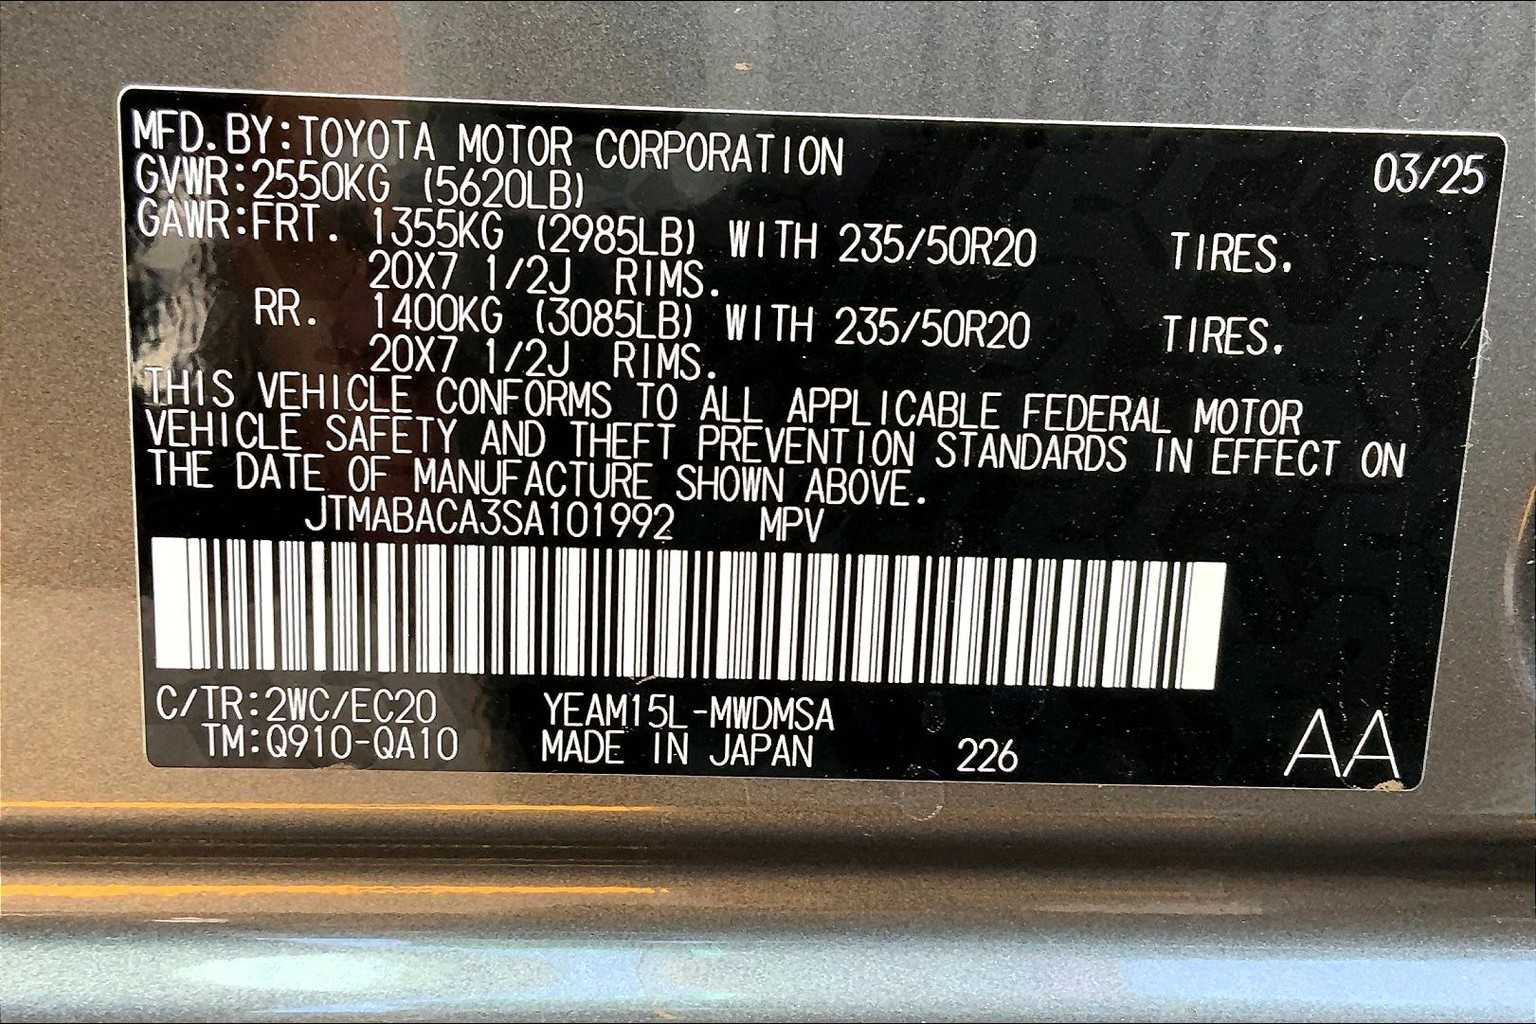 MFD. BY:TOYOTA MOTOR CORPORATION 03/25
GVWR:2550KG (5620LB)
GAWR:FRT. 1355KG (2985LB) WITH 235/50R20 TIRES.
20X7 1/2J RIMS.
RR. 1400KG (3085LB) WITH 235/50R20 TIRES.
20X7 1/2J RIMS.
THIS VEHICLE CONFORMS TO ALL APPLICABLE FEDERAL MOTOR
VEHICLE SAFETY AND THEFT PREVENTION STANDARDS IN EFFECT ON
THE DATE OF MANUFACTURE SHOWN ABOVE.
JTMABACA3SA101992 MPV
C/TR:2WC/EC20 YEAM15L-MWDMSA
TM:Q910-QA10 MADE IN JAPAN 226 AA